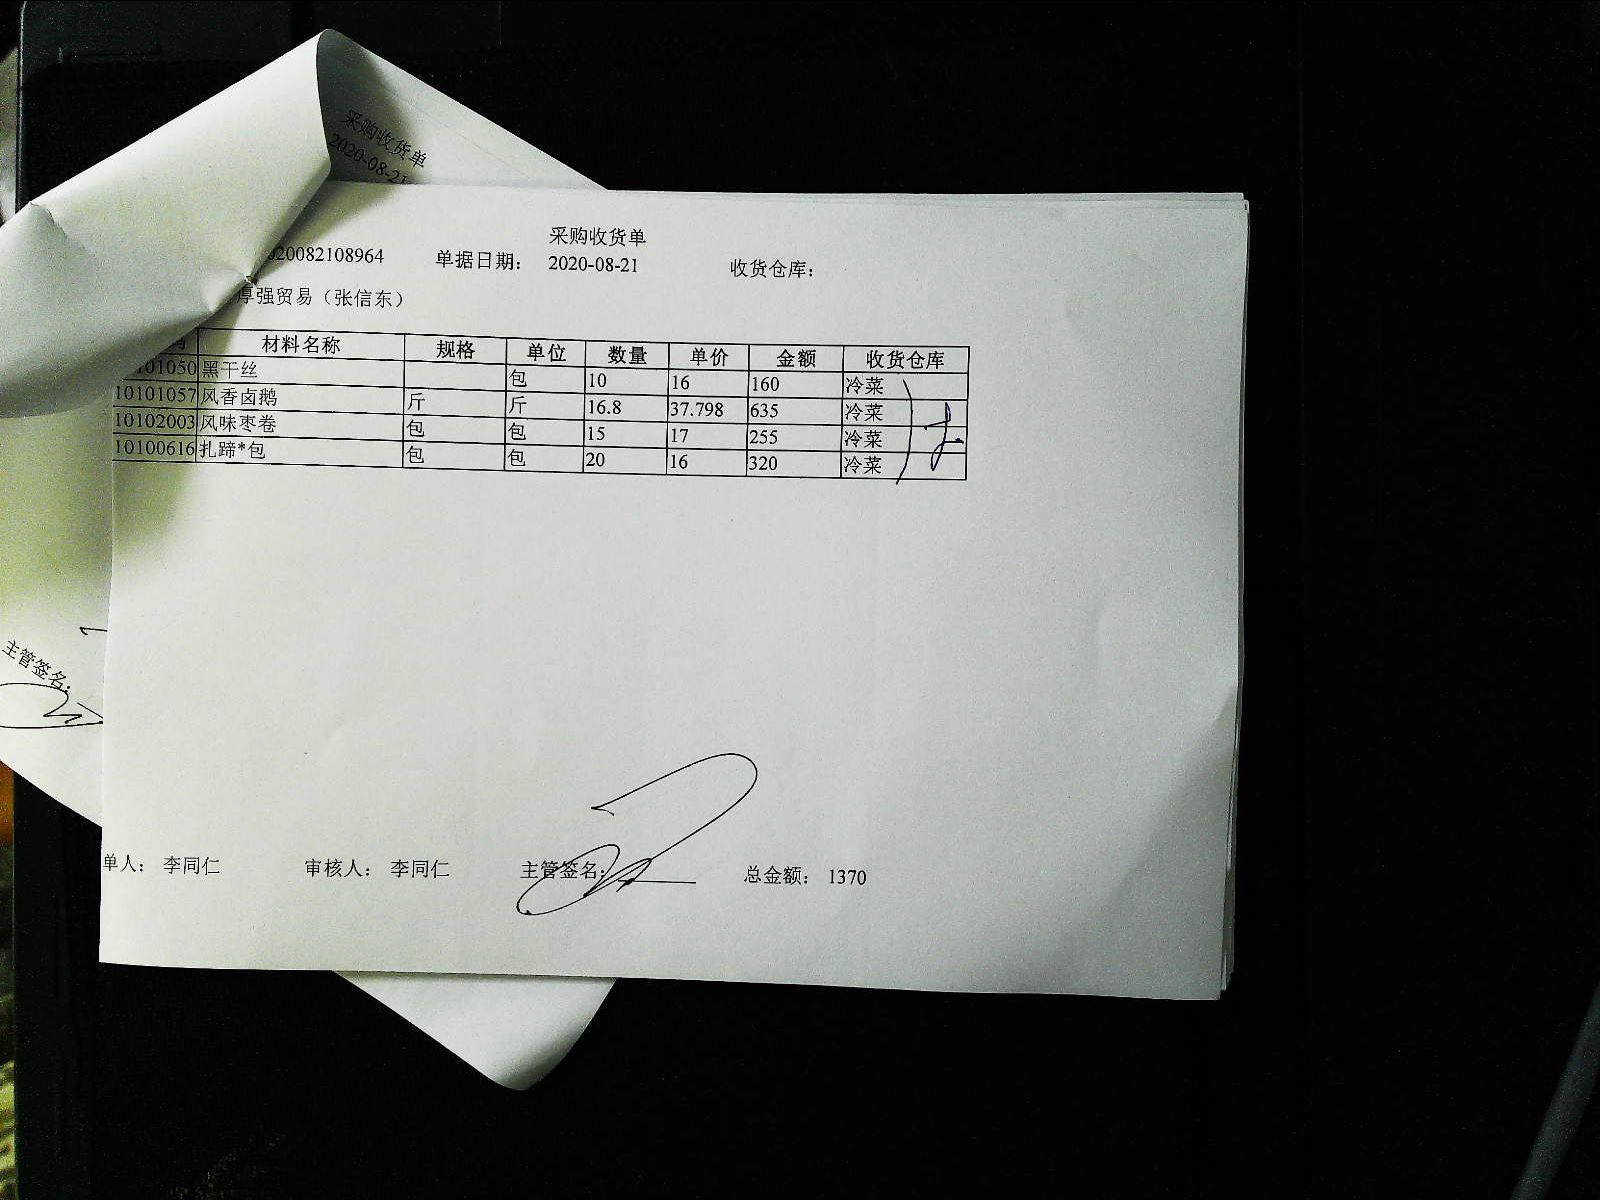 采购收货单
2020-08-21
采购收货单
020082108964 单据日期: 2020-08-21 收货仓库:
厚强贸易（张信东）
材料名称 规格 单位 数量 单价 金额 收货仓库
01050 黑干丝 包 10 16 160 冷菜
10101057 风香卤鹅 斤 斤 16.8 37.798 635 冷菜
10102003 风味枣卷 包 包 15 17 255 冷菜
10100616 扎蹄*包 包 包 20 16 320 冷菜
主管签名:
单人: 李同仁 审核人: 李同仁 主管签名: 总金额: 1370